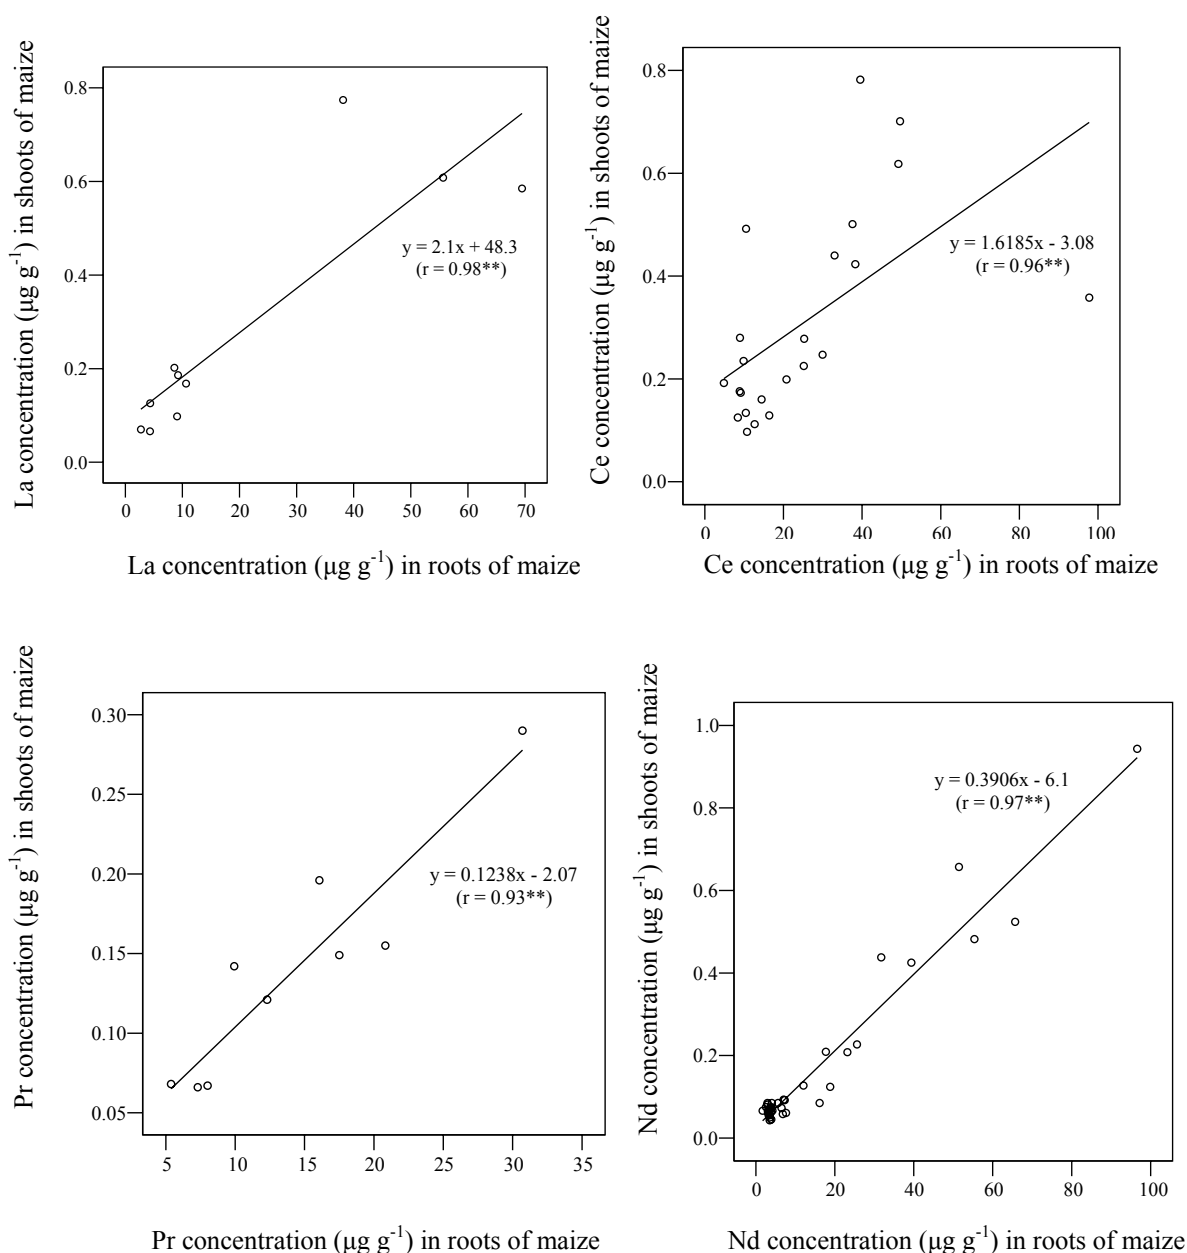 La concentration (µg g-1) in shoots of maize
0.8
0.6
0.4
0.2
0.0
y = 2.1x + 48.3
(r = 0.98**)
0 10 20 30 40 50 60 70
La concentration (µg g-1) in roots of maize
Ce concentration (µg g-1) in shoots of maize
0.8
0.6
0.4
0.2
0.0
y = 1.6185x - 3.08
(r = 0.96**)
0 20 40 60 80 100
Ce concentration (µg g-1) in roots of maize
Pr concentration (µg g-1) in shoots of maize
0.30
0.25
0.20
0.15
0.10
0.05
y = 0.1238x - 2.07
(r = 0.93**)
5 10 15 20 25 30 35
Pr concentration (µg g-1) in roots of maize
Nd concentration (µg g-1) in shoots of maize
1.0
0.8
0.6
0.4
0.2
0.0
y = 0.3906x - 6.1
(r = 0.97**)
0 20 40 60 80 100
Nd concentration (µg g-1) in roots of maize